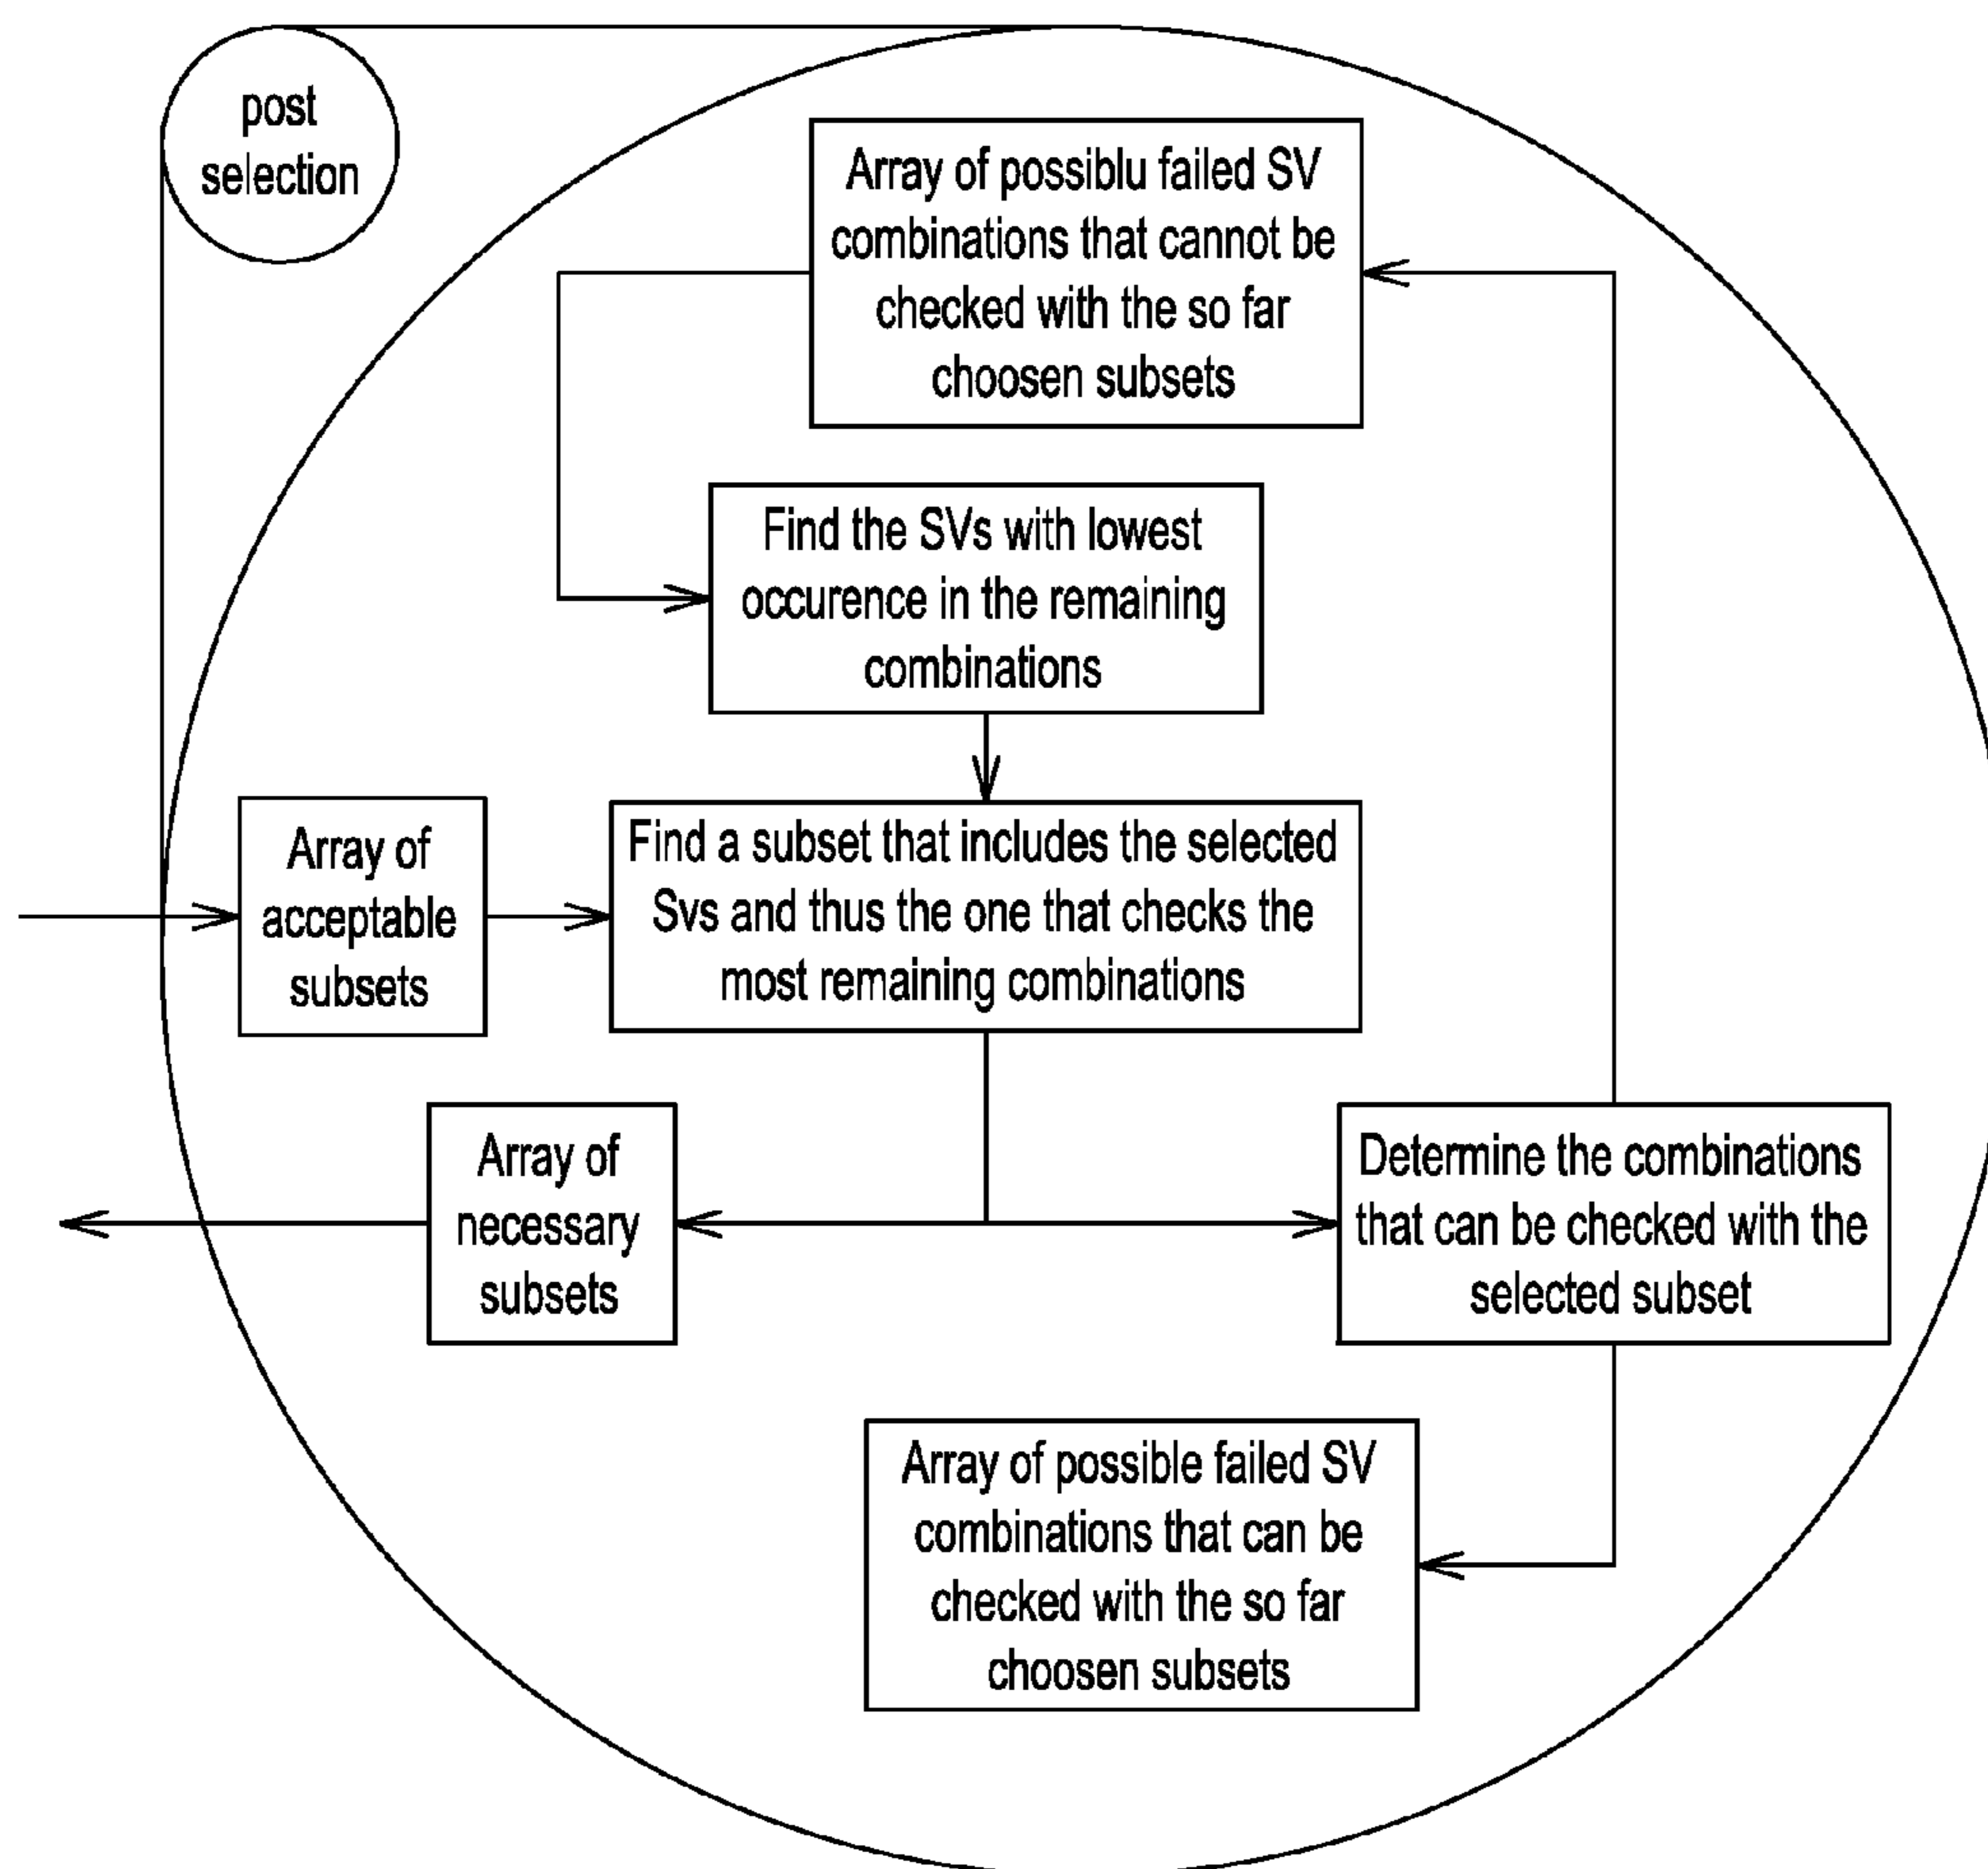 post
selection
Array of possiblu failed SV
combinations that cannot be
checked with the so far
choosen subsets
Find the SVs with lowest
occurence in the remaining
combinations
Array of
acceptable
subsets
Find a subset that includes the selected
Svs and thus the one that checks the
most remaining combinations
Array of
necessary
subsets
Determine the combinations
that can be checked with the
selected subset
Array of possible failed SV
combinations that can be
checked with the so far
choosen subsets